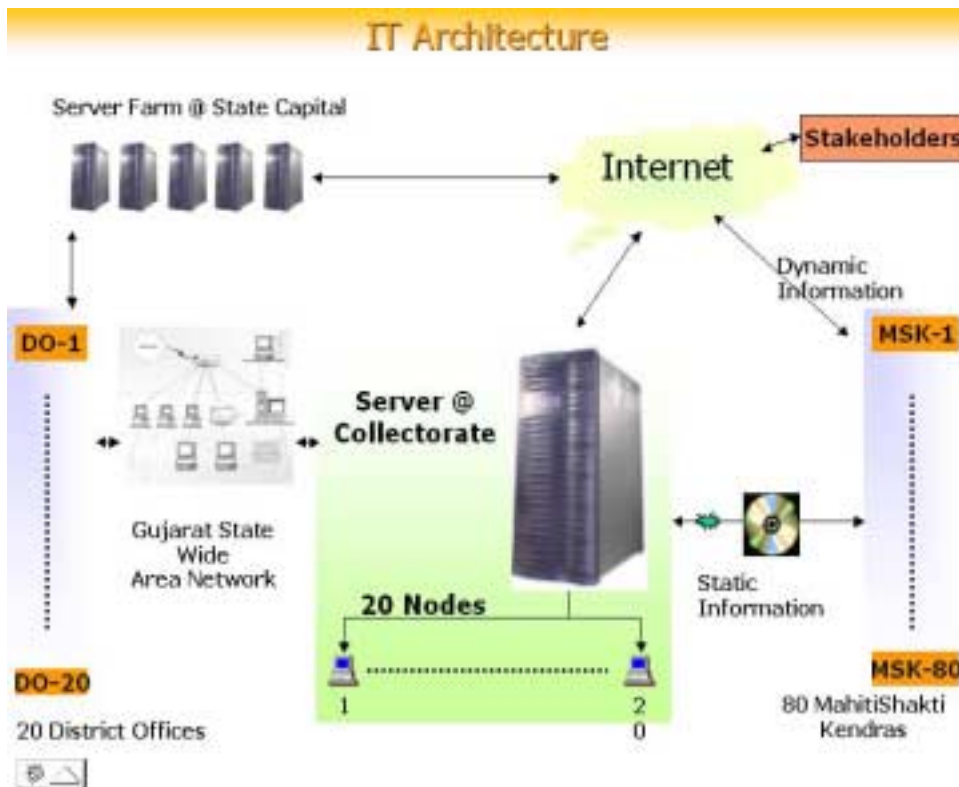 IT Architecture
Server Farm @ State Capital
Stakeholders
Internet
Dynamic
Information
DO-1
MSK-1
Server @
Collectorate
Gujarat State
Wide
Area Network
Static
Information
20 Nodes
DO-20
MSK-80
1
2
0
20 District Offices
80 MahitiShakti
Kendras